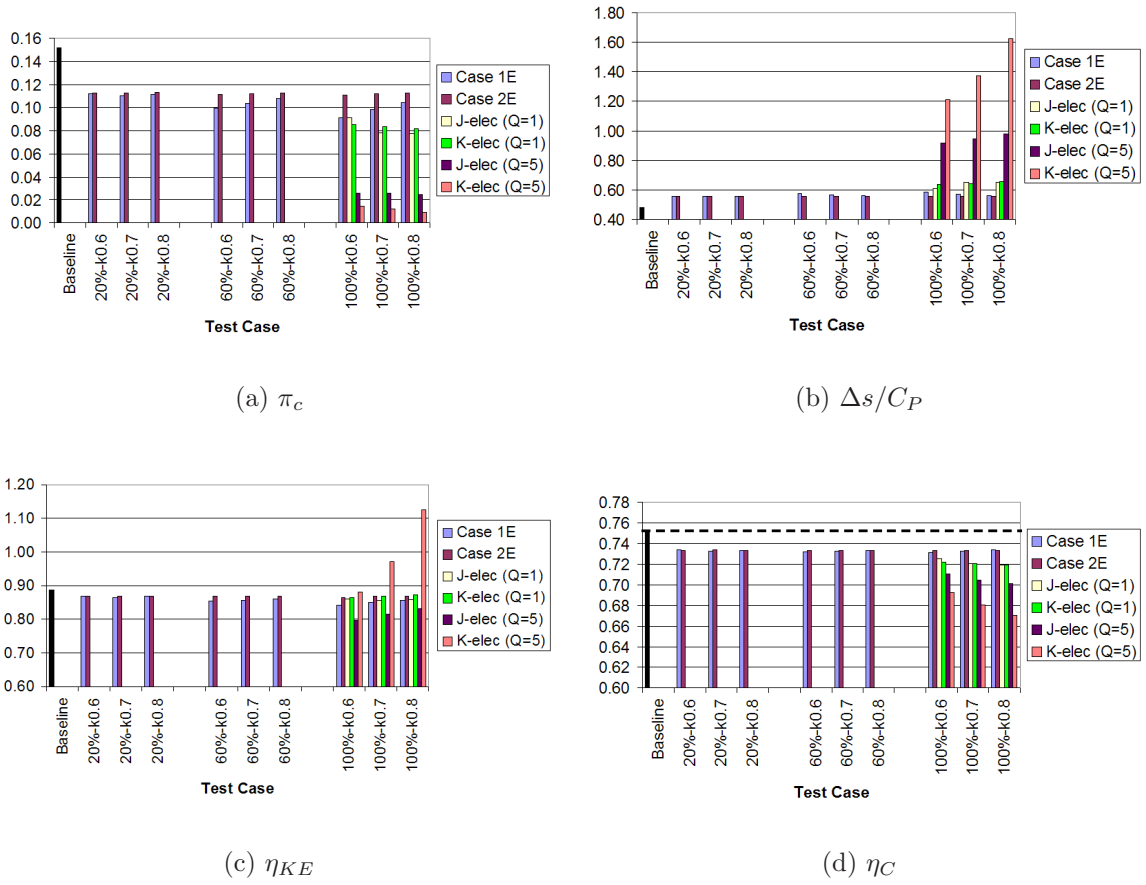 0.16
0.14
0.12
0.10
0.08
0.06
0.04
0.02
0.00
Baseline
20%-k0.6
20%-k0.7
20%-k0.8
60%-k0.6
60%-k0.7
60%-k0.8
100%-k0.6
100%-k0.7
100%-k0.8
Test Case
Case 1E
Case 2E
J-elec (Q=1)
K-elec (Q=1)
J-elec (Q=5)
K-elec (Q=5)
(a) π_c
1.80
1.60
1.40
1.20
1.00
0.80
0.60
0.40
Baseline
20%-k0.6
20%-k0.7
20%-k0.8
60%-k0.6
60%-k0.7
60%-k0.8
100%-k0.6
100%-k0.7
100%-k0.8
Test Case
Case 1E
Case 2E
J-elec (Q=1)
K-elec (Q=1)
J-elec (Q=5)
K-elec (Q=5)
(b) Δs/C_P
1.20
1.10
1.00
0.90
0.80
0.70
0.60
Baseline
20%-k0.6
20%-k0.7
20%-k0.8
60%-k0.6
60%-k0.7
60%-k0.8
100%-k0.6
100%-k0.7
100%-k0.8
Test Case
Case 1E
Case 2E
J-elec (Q=1)
K-elec (Q=1)
J-elec (Q=5)
K-elec (Q=5)
(c) η_KE
0.78
0.76
0.74
0.72
0.70
0.68
0.66
0.64
0.62
0.60
Baseline
20%-k0.6
20%-k0.7
20%-k0.8
60%-k0.6
60%-k0.7
60%-k0.8
100%-k0.6
100%-k0.7
100%-k0.8
Test Case
Case 1E
Case 2E
J-elec (Q=1)
K-elec (Q=1)
J-elec (Q=5)
K-elec (Q=5)
(d) η_C